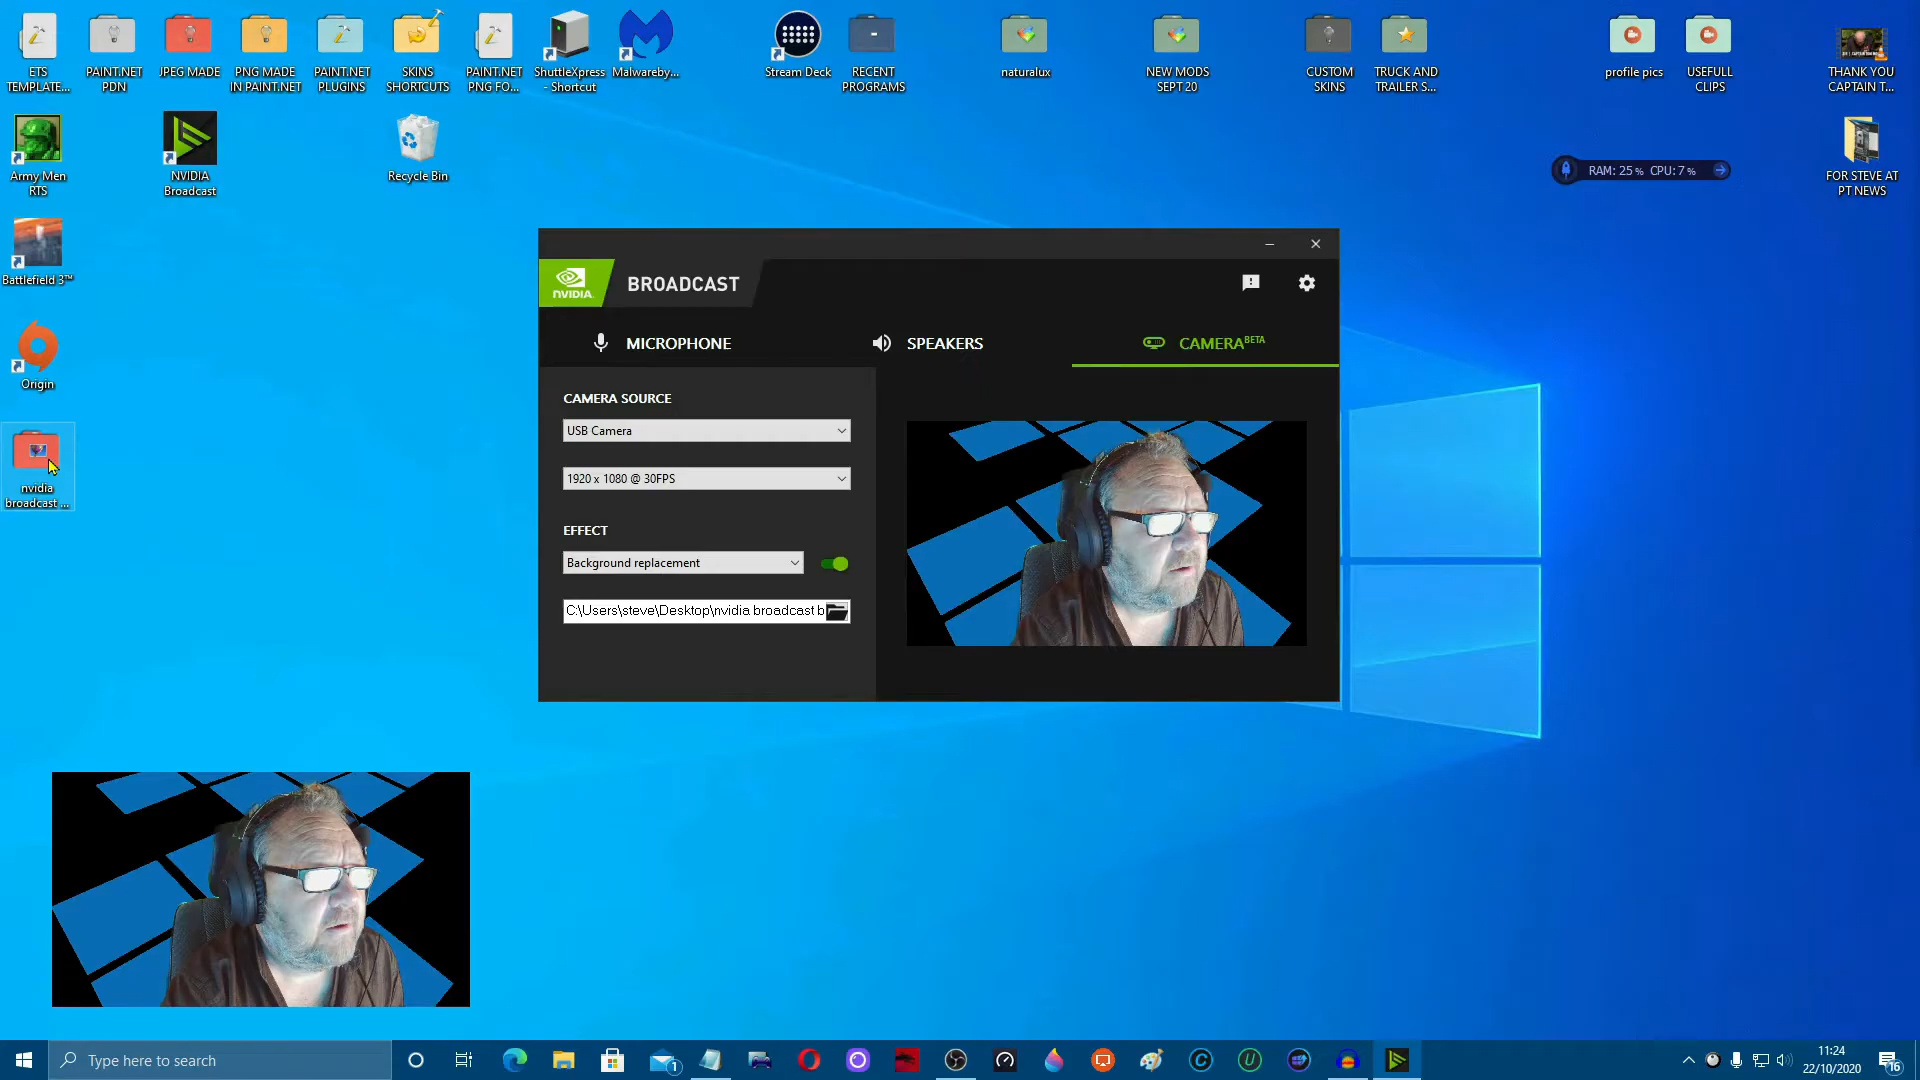 ETS
TEMPLATE...
PAINT.NET
PDN
JPEG MADE
PNG MADE
IN PAINT.NET
PAINT.NET
PLUGINS
SKINS
SHORTCUTS
PAINT.NET
PNG FO...
ShuttleXpress
- Shortcut
Malwareby...
Stream Deck
RECENT
PROGRAMS
naturalux
NEW MODS
SEPT 20
CUSTOM
SKINS
TRUCK AND
TRAILER S...
profile pics
USEFULL
CLIPS
THANK YOU
CAPTAIN T...
Army Men
RTS
NVIDIA
Broadcast
Recycle Bin
RAM: 25 % CPU: 7 %
FOR STEVE AT
PT NEWS
Battlefield 3™
Origin
nvidia
broadcast ...
NVIDIA.
BROADCAST
MICROPHONE
SPEAKERS
CAMERA BETA
CAMERA SOURCE
USB Camera
1920 x 1080 @ 30FPS
EFFECT
Background replacement
C:\Users\steve\Desktop\nvidia broadcast b
Type here to search
1
11:24
22/10/2020
16